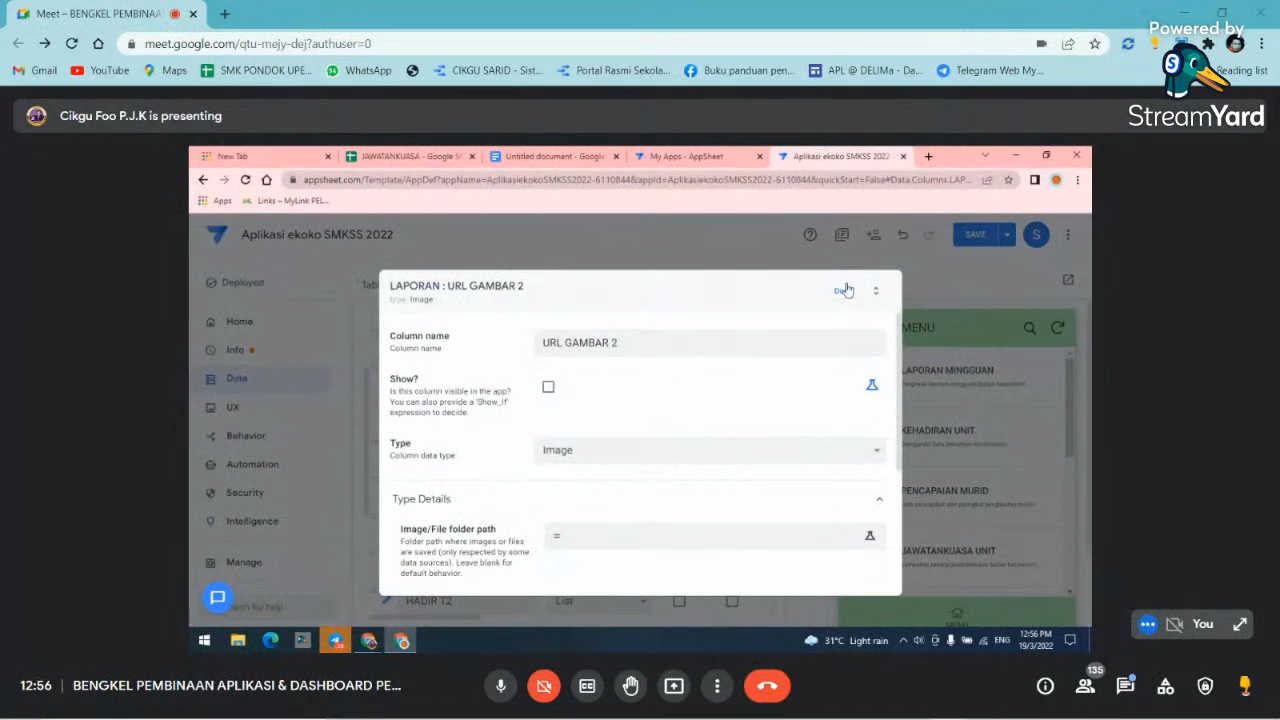 Meet – BENGKEL PEMBINAA
meet.google.com/qtu-mejy-dej?authuser=0
Powered by
StreamYard
Gmail
YouTube
Maps
SMK PONDOK UPE...
WhatsApp
CIKGU SARID - Sist...
Portal Rasmi Sekola...
Buku panduan pen...
APL @ DELIMa - Da...
Telegram Web My...
Reading list
Cikgu Foo P.J.K is presenting
New Tab
JAWATANKUASA - Google S
Untitled document - Google
My Apps - AppSheet
Aplikasi ekoko SMKSS 2022
appsheet.com/Template/AppDef?appName=AplikasiekokoSMKSS2022-6110844&appId=AplikasiekokoSMKSS2022-6110844&quickStart=False#Data.Columns.LAP...
Apps
Links – MyLink PEL...
Aplikasi ekoko SMKSS 2022
SAVE
S
Deployed
Home
Info
Data
UX
Behavior
Automation
Security
Intelligence
Manage
LAPORAN : URL GAMBAR 2
type: Image
Column name
Column name
URL GAMBAR 2
Show?
Is this column visible in the app?
You can also provide a 'Show_If'
expression to decide.
Type
Column data type
Image
Type Details
Image/File folder path
Folder path where images or files
are saved (only respected by some
data sources). Leave blank for
default behavior.
=
HADIR T2
List
MENU
LAPORAN MINGGUAN
KEHADIRAN UNIT
PENCAPAIAN MURID
JAWATANKUASA UNIT
MENU
31°C Light rain
ENG
12:56 PM
19/3/2022
You
12:56
BENGKEL PEMBINAAN APLIKASI & DASHBOARD PE...
135